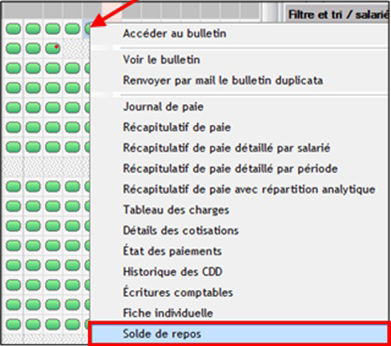 Filtre et tri / salarié
Accéder au bulletin
Voir le bulletin
Renvoyer par mail le bulletin duplicata
Journal de paie
Récapitulatif de paie
Récapitulatif de paie détaillé par salarié
Récapitulatif de paie détaillé par période
Récapitulatif de paie avec répartition analytique
Tableau des charges
Détails des cotisations
État des paiements
Historique des CDD
Écritures comptables
Fiche individuelle
Solde de repos